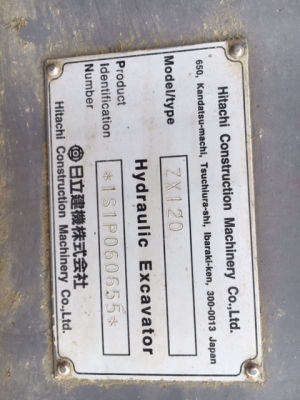 Hitachi Construction Machinery Co.,Ltd.
650, Kandatsu-machi, Tsuchiura-shi, Ibaraki-ken, 300-0013 Japan
Model/type ZX120
Hydraulic Excavator
Product Identification Number *1S1P060655*
日立建機株式会社
Hitachi Construction Machinery Co.,Ltd.